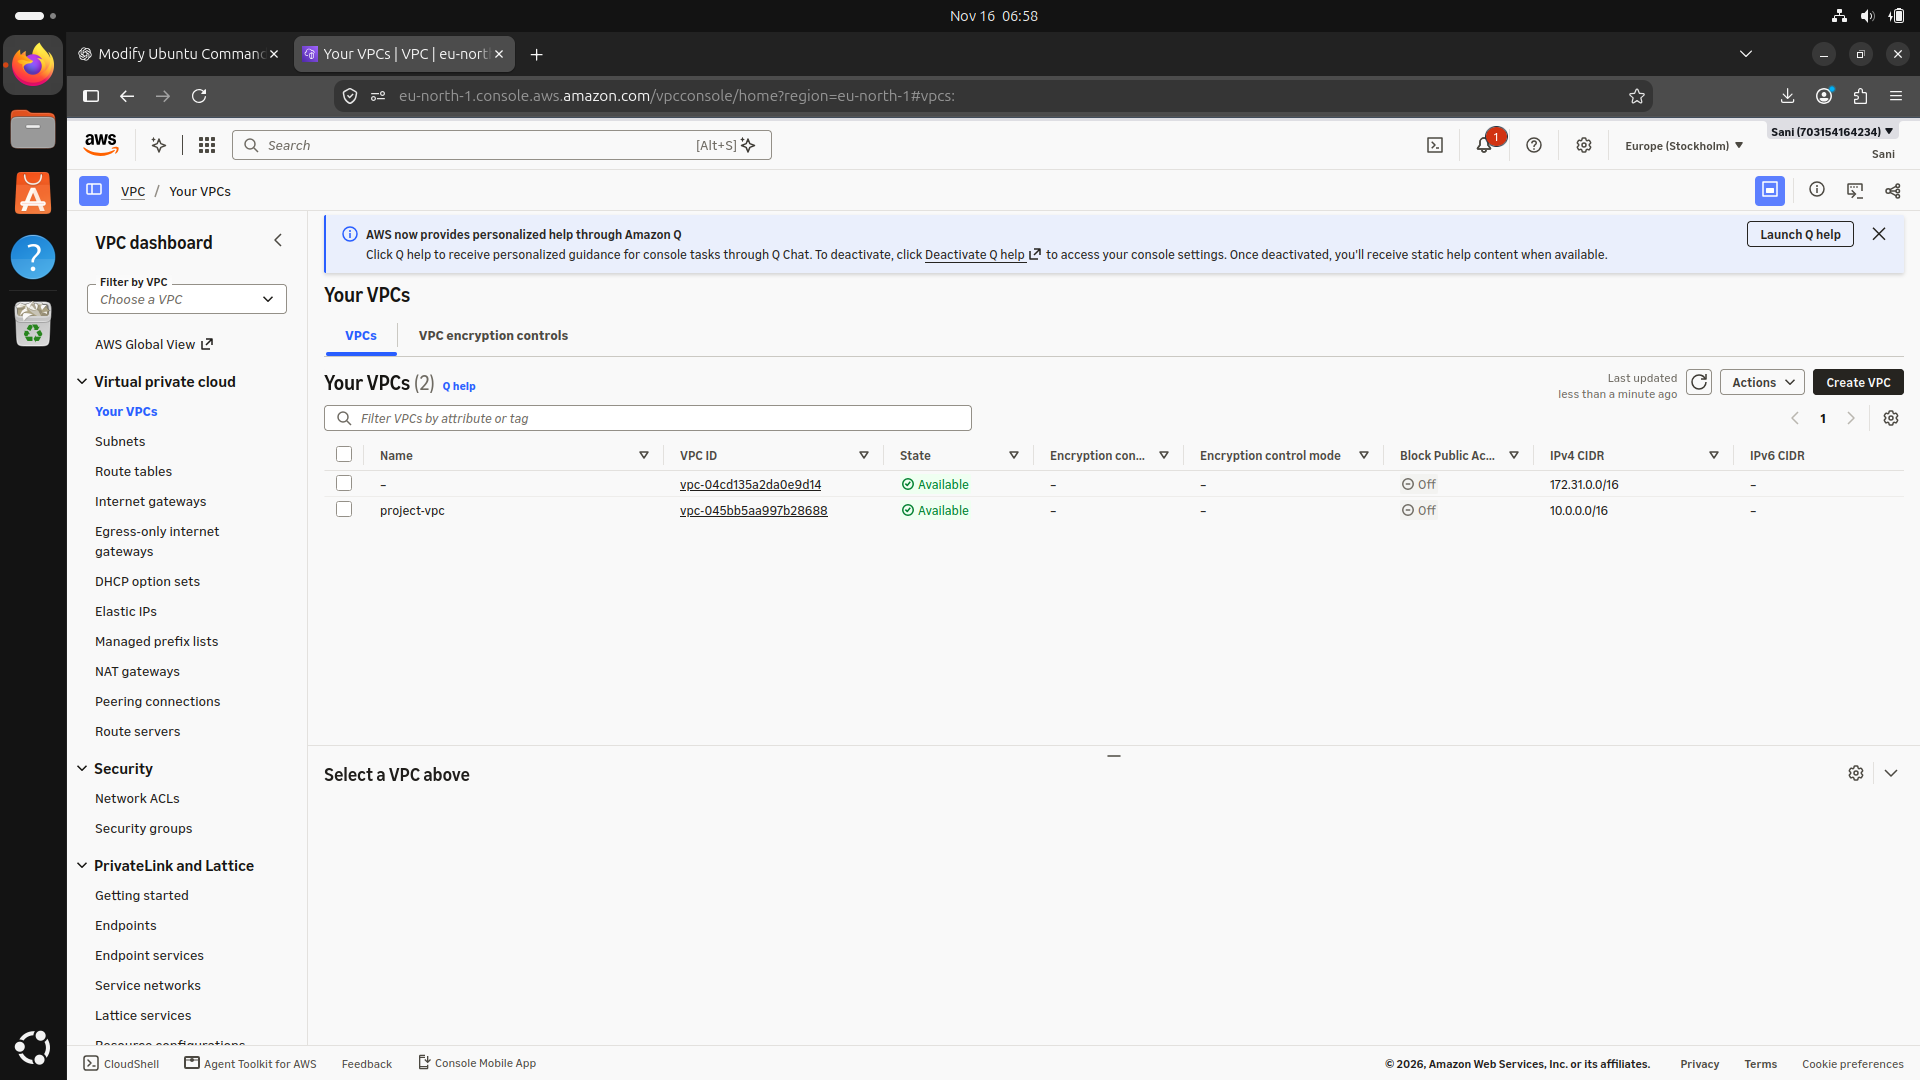 Nov 16 06:58
Modify Ubuntu Comman
Your VPCs | VPC | eu-nort
eu-north-1.console.aws.amazon.com/vpcconsole/home?region=eu-north-1#vpcs:
aws
Search
[Alt+S]
1
Europe (Stockholm)
Sani (703154164234)
Sani
VPC / Your VPCs
VPC dashboard
Filter by VPC
Choose a VPC
AWS Global View
Virtual private cloud
Your VPCs
Subnets
Route tables
Internet gateways
Egress-only internet
gateways
DHCP option sets
Elastic IPs
Managed prefix lists
NAT gateways
Peering connections
Route servers
Security
Network ACLs
Security groups
PrivateLink and Lattice
Getting started
Endpoints
Endpoint services
Service networks
Lattice services
Resource configurations
AWS now provides personalized help through Amazon Q
Click Q help to receive personalized guidance for console tasks through Q Chat. To deactivate, click Deactivate Q help to access your console settings. Once deactivated, you'll receive static help content when available.
Launch Q help
Your VPCs
VPCs
VPC encryption controls
Your VPCs (2) Q help
Last updated
less than a minute ago
Actions
Create VPC
Filter VPCs by attribute or tag
1
Name VPC ID State Encryption con... Encryption control mode Block Public Ac... IPv4 CIDR IPv6 CIDR
– vpc-04cd135a2da0e9d14 Available – – Off 172.31.0.0/16 –
project-vpc vpc-045bb5aa997b28688 Available – – Off 10.0.0.0/16 –
Select a VPC above
CloudShell
Agent Toolkit for AWS
Feedback
Console Mobile App
© 2026, Amazon Web Services, Inc. or its affiliates.
Privacy
Terms
Cookie preferences